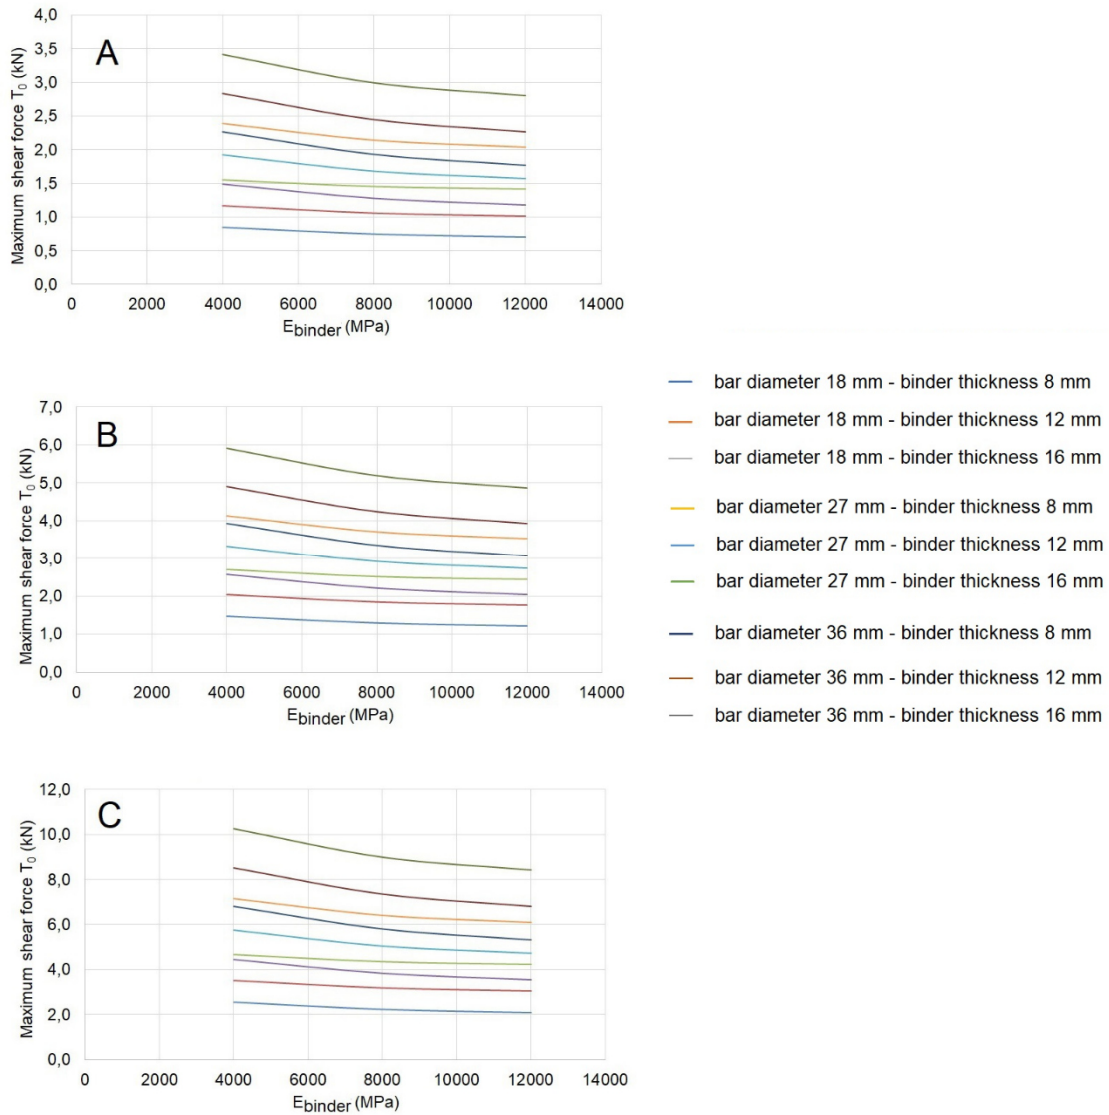 4,0
3,5
3,0
2,5
2,0
1,5
1,0
0,5
0,0
Maximum shear force T0 (kN)
A
0 2000 4000 6000 8000 10000 12000 14000
Ebinder (MPa)
7,0
6,0
5,0
4,0
3,0
2,0
1,0
0,0
Maximum shear force T0 (kN)
B
0 2000 4000 6000 8000 10000 12000 14000
Ebinder (MPa)
bar diameter 18 mm - binder thickness 8 mm
bar diameter 18 mm - binder thickness 12 mm
bar diameter 18 mm - binder thickness 16 mm
bar diameter 27 mm - binder thickness 8 mm
bar diameter 27 mm - binder thickness 12 mm
bar diameter 27 mm - binder thickness 16 mm
bar diameter 36 mm - binder thickness 8 mm
bar diameter 36 mm - binder thickness 12 mm
bar diameter 36 mm - binder thickness 16 mm
12,0
10,0
8,0
6,0
4,0
2,0
0,0
Maximum shear force T0 (kN)
C
0 2000 4000 6000 8000 10000 12000 14000
Ebinder (MPa)